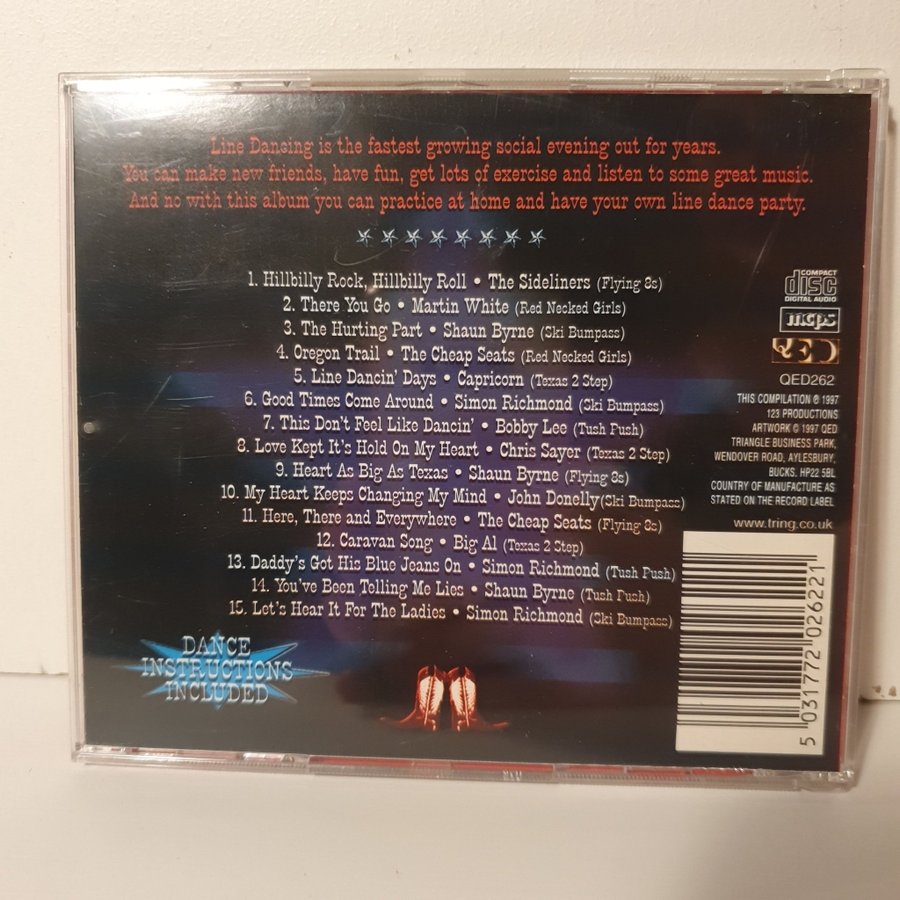 Line Dancing is the fastest growing social evening out for years.
You can make new friends, have fun, get lots of exercise and listen to some great music.
And no with this album you can practice at home and have your own line dance party.
1. Hillbilly Rock, Hillbilly Roll • The Sideliners (Flying 8s)
2. There You Go • Martin White (Red Necked Girls)
3. The Hurting Part • Shaun Byrne (Ski Bumpass)
4. Oregon Trail • The Cheap Seats (Red Necked Girls)
5. Line Dancin' Days • Capricorn (Texas 2 Step)
6. Good Times Come Around • Simon Richmond (Ski Bumpass)
7. This Don't Feel Like Dancin' • Bobby Lee (Tush Push)
8. Love Kept It's Hold On My Heart • Chris Sayer (Texas 2 Step)
9. Heart As Big As Texas • Shaun Byrne (Flying 8s)
10. My Heart Keeps Changing My Mind • John Donelly(Ski Bumpass)
11. Here, There and Everywhere • The Cheap Seats (Flying 8s)
12. Caravan Song • Big Al (Texas 2 Step)
13. Daddy's Got His Blue Jeans On • Simon Richmond (Tush Push)
14. You've Been Telling Me Lies • Shaun Byrne (Tush Push)
15. Let's Hear It For The Ladies • Simon Richmond (Ski Bumpass)
DANCE
INSTRUCTIONS
INCLUDED
COMPACT
disc
DIGITAL AUDIO
mcps
QED
QED262
THIS COMPILATION ℗ 1997
123 PRODUCTIONS
ARTWORK © 1997 QED
TRIANGLE BUSINESS PARK,
WENDOVER ROAD, AYLESBURY,
BUCKS, HP22 5BL
COUNTRY OF MANUFACTURE AS
STATED ON THE RECORD LABEL
www.tring.co.uk
5 031772 026221